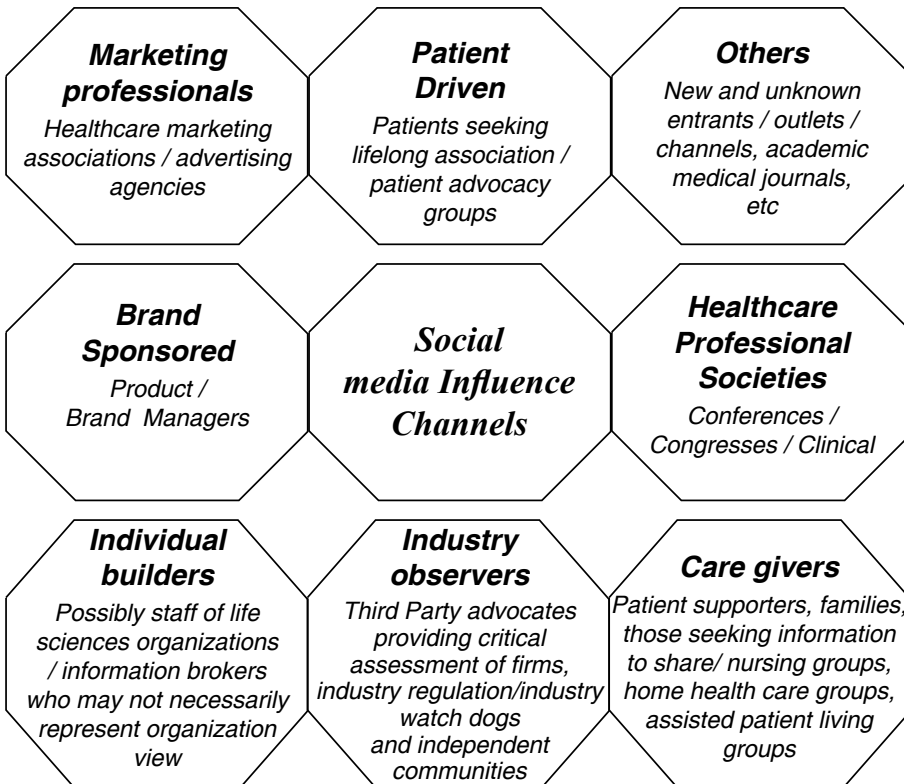 Marketing
professionals
Healthcare marketing
associations / advertising
agencies
Patient
Driven
Patients seeking
lifelong association /
patient advocacy
groups
Others
New and unknown
entrants / outlets /
channels, academic
medical journals,
etc
Brand
Sponsored
Product /
Brand Managers
Social
media Influence
Channels
Healthcare
Professional
Societies
Conferences /
Congresses / Clinical
Individual
builders
Possibly staff of life
sciences organizations
/ information brokers
who may not necessarily
represent organization
view
Industry
observers
Third Party advocates
providing critical
assessment of firms,
industry regulation/industry
watch dogs
and independent
communities
Care givers
Patient supporters, families,
those seeking information
to share/ nursing groups,
home health care groups,
assisted patient living
groups